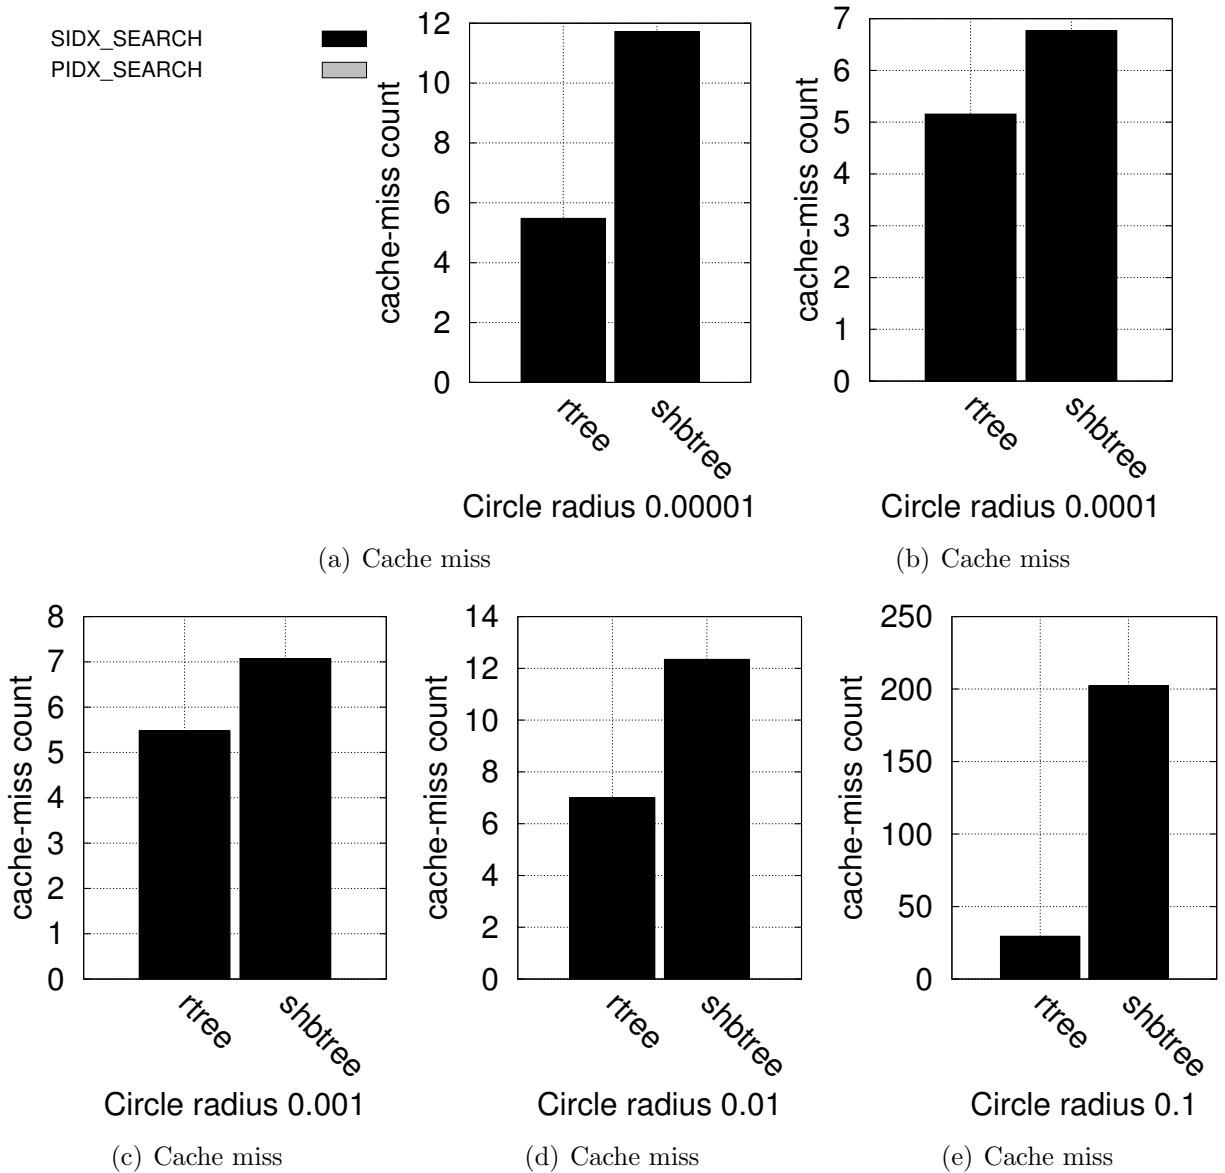 SIDX_SEARCH
PIDX_SEARCH
cache-miss count
12
10
8
6
4
2
0
rtree
shbtree
Circle radius 0.00001
(a) Cache miss
cache-miss count
7
6
5
4
3
2
1
0
rtree
shbtree
Circle radius 0.0001
(b) Cache miss
cache-miss count
8
7
6
5
4
3
2
1
0
rtree
shbtree
Circle radius 0.001
(c) Cache miss
cache-miss count
14
12
10
8
6
4
2
0
rtree
shbtree
Circle radius 0.01
(d) Cache miss
cache-miss count
250
200
150
100
50
0
rtree
shbtree
Circle radius 0.1
(e) Cache miss